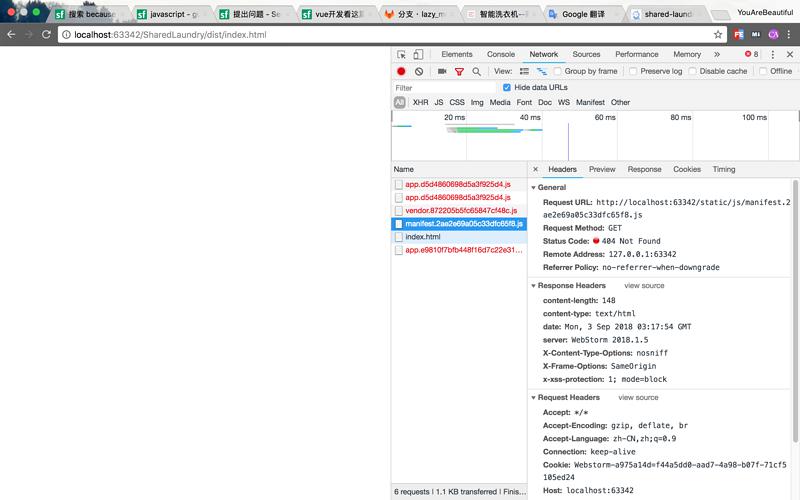 搜索 because
javascript - g
提出问题 - Se
vue开发看这篇
分支 · lazy_m
智能洗衣机--
Google 翻译
shared-laund
YouAreBeautiful
localhost:63342/SharedLaundry/dist/index.html
Elements Console Network Sources Performance Memory » 8
View: Group by frame Preserve log Disable cache Offline
Filter Hide data URLs
All XHR JS CSS Img Media Font Doc WS Manifest Other
20 ms 40 ms 60 ms 80 ms 100 ms
Name
app.d5d4860698d5a3f925d4.js
app.d5d4860698d5a3f925d4.js
vendor.872205b5fc65847cf48c.js
manifest.2ae2e69a05c33dfc65f8.js
index.html
app.e9810f7bfb448f16d7c22e31...
6 requests | 1.1 KB transferred | Finis...
× Headers Preview Response Cookies Timing
General
Request URL: http://localhost:63342/static/js/manifest.2
ae2e69a05c33dfc65f8.js
Request Method: GET
Status Code: 404 Not Found
Remote Address: 127.0.0.1:63342
Referrer Policy: no-referrer-when-downgrade
Response Headers view source
content-length: 148
content-type: text/html
date: Mon, 3 Sep 2018 03:17:54 GMT
server: WebStorm 2018.1.5
X-Content-Type-Options: nosniff
X-Frame-Options: SameOrigin
x-xss-protection: 1; mode=block
Request Headers view source
Accept: */*
Accept-Encoding: gzip, deflate, br
Accept-Language: zh-CN,zh;q=0.9
Connection: keep-alive
Cookie: Webstorm-a975a14d=f44a5dd0-aad7-4a98-b07f-71cf5
105ed24
Host: localhost:63342